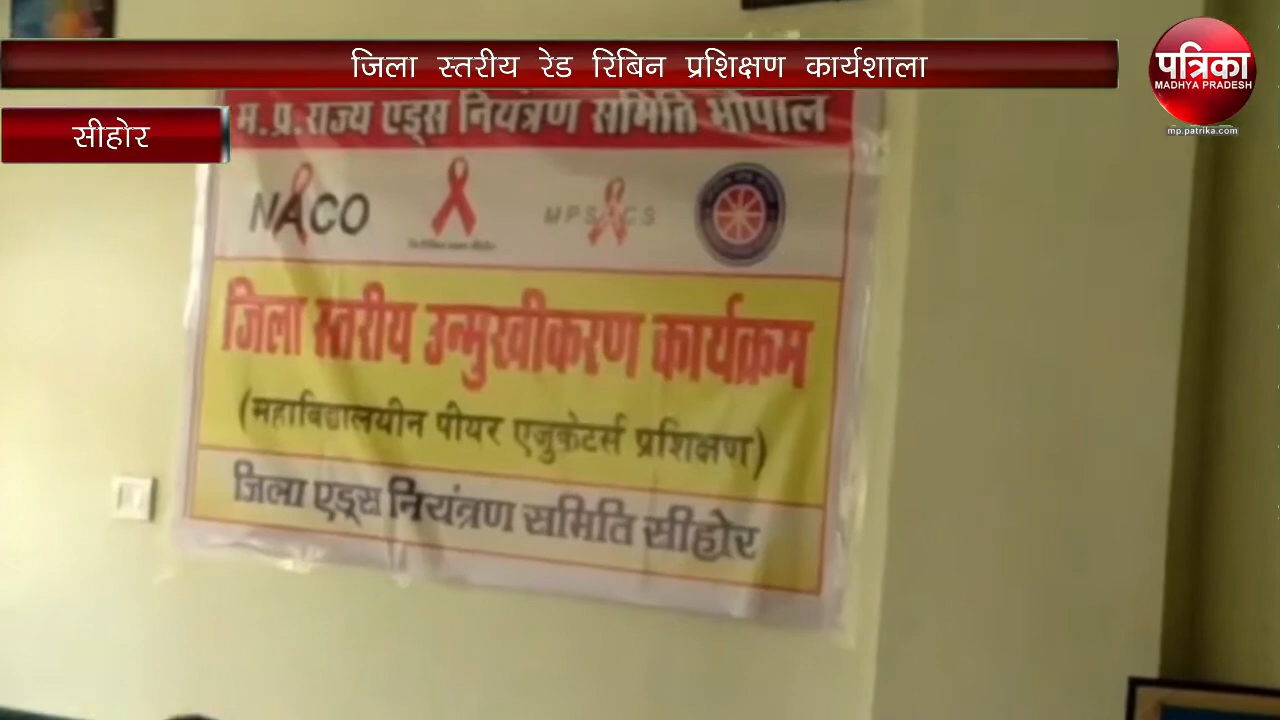 जिला स्तरीय रेड रिबिन प्रशिक्षण कार्यशाला
पत्रिका
MADHYA PRADESH
mp.patrika.com
सीहोर
म.प्र.राज्य एड्स नियंत्रण समिति भोपाल
NACO
MPSACS
जिला स्तरीय उन्मुखीकरण कार्यक्रम
(महाविद्यालयीन पीयर एजुकेटर्स प्रशिक्षण)
जिला एड्स नियंत्रण समिति सीहोर